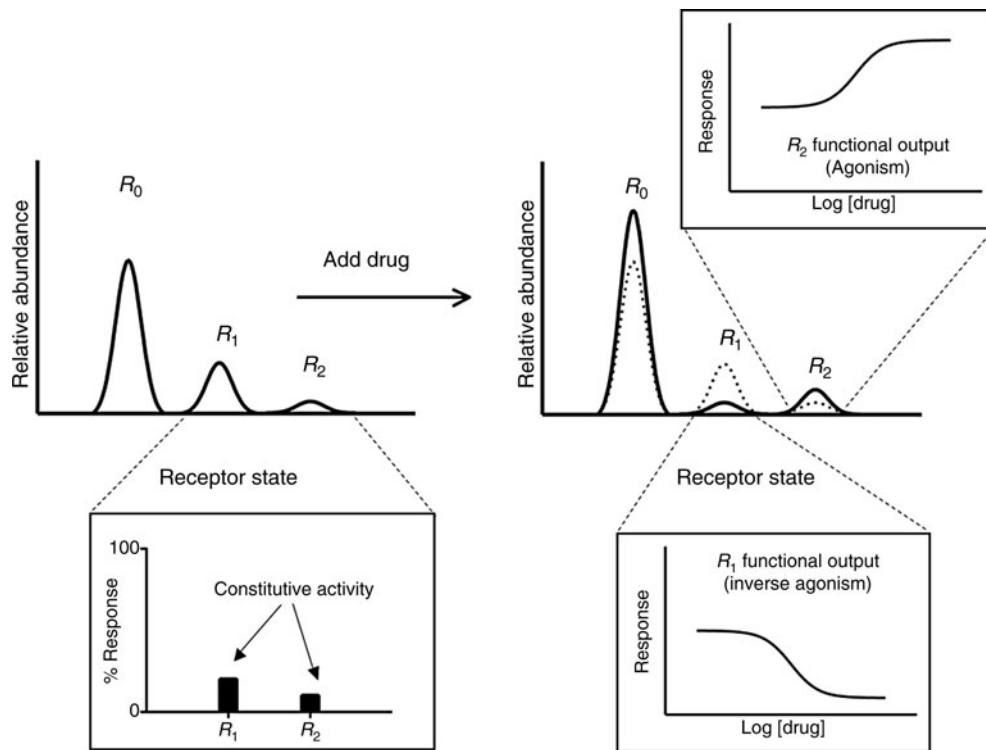 Relative abundance
R0
R1
R2
Receptor state
Add drug
% Response
100
0
Constitutive activity
R1
R2
Relative abundance
R0
R1
R2
Receptor state
Response
R2 functional output
(Agonism)
Log [drug]
Response
R1 functional output
(inverse agonism)
Log [drug]